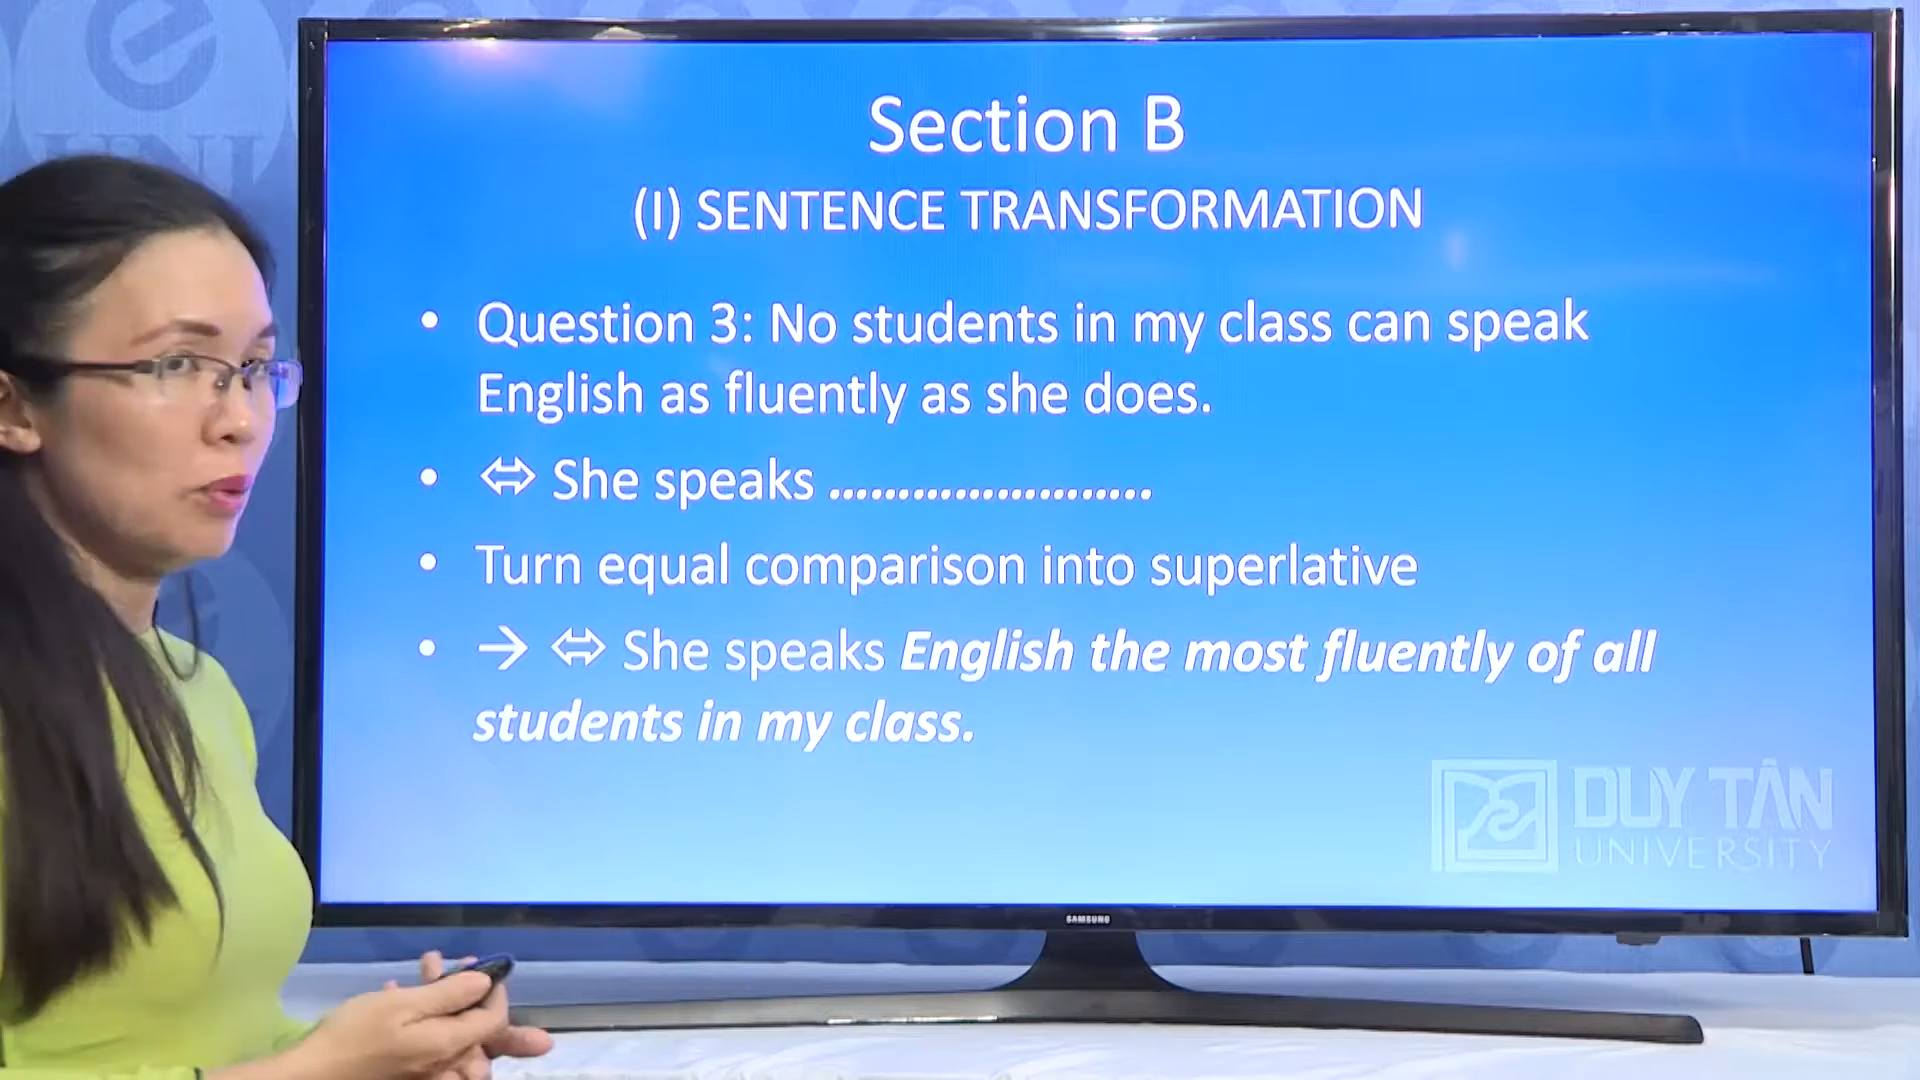 Section B
(I) SENTENCE TRANSFORMATION
• Question 3: No students in my class can speak
English as fluently as she does.
• ⬄ She speaks ........................
• Turn equal comparison into superlative
• → ⬄ She speaks English the most fluently of all
students in my class.
DUY TÂN
UNIVERSITY
SAMSUNG
UNI